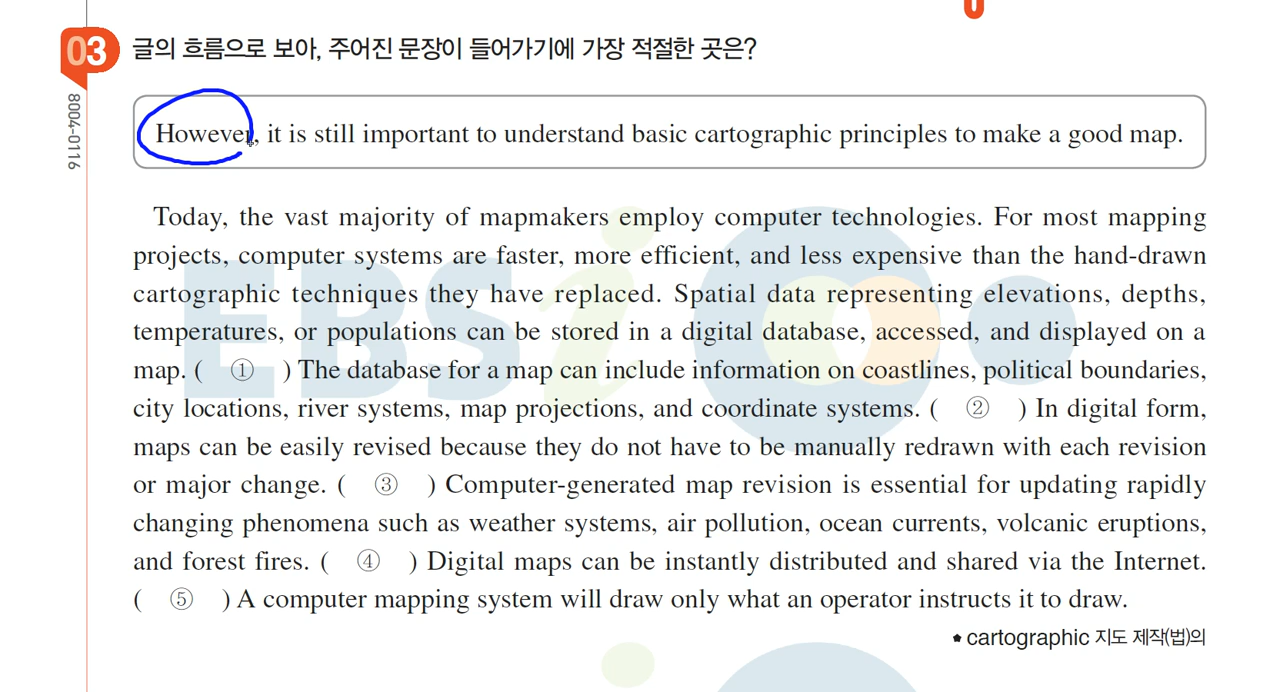 03 글의 흐름으로 보아, 주어진 문장이 들어가기에 가장 적절한 곳은?
8004-0116
However, it is still important to understand basic cartographic principles to make a good map.
Today, the vast majority of mapmakers employ computer technologies. For most mapping
projects, computer systems are faster, more efficient, and less expensive than the hand-drawn
cartographic techniques they have replaced. Spatial data representing elevations, depths,
temperatures, or populations can be stored in a digital database, accessed, and displayed on a
map. ( ① ) The database for a map can include information on coastlines, political boundaries,
city locations, river systems, map projections, and coordinate systems. ( ② ) In digital form,
maps can be easily revised because they do not have to be manually redrawn with each revision
or major change. ( ③ ) Computer-generated map revision is essential for updating rapidly
changing phenomena such as weather systems, air pollution, ocean currents, volcanic eruptions,
and forest fires. ( ④ ) Digital maps can be instantly distributed and shared via the Internet.
( ⑤ ) A computer mapping system will draw only what an operator instructs it to draw.
* cartographic 지도 제작(법)의
EBSi